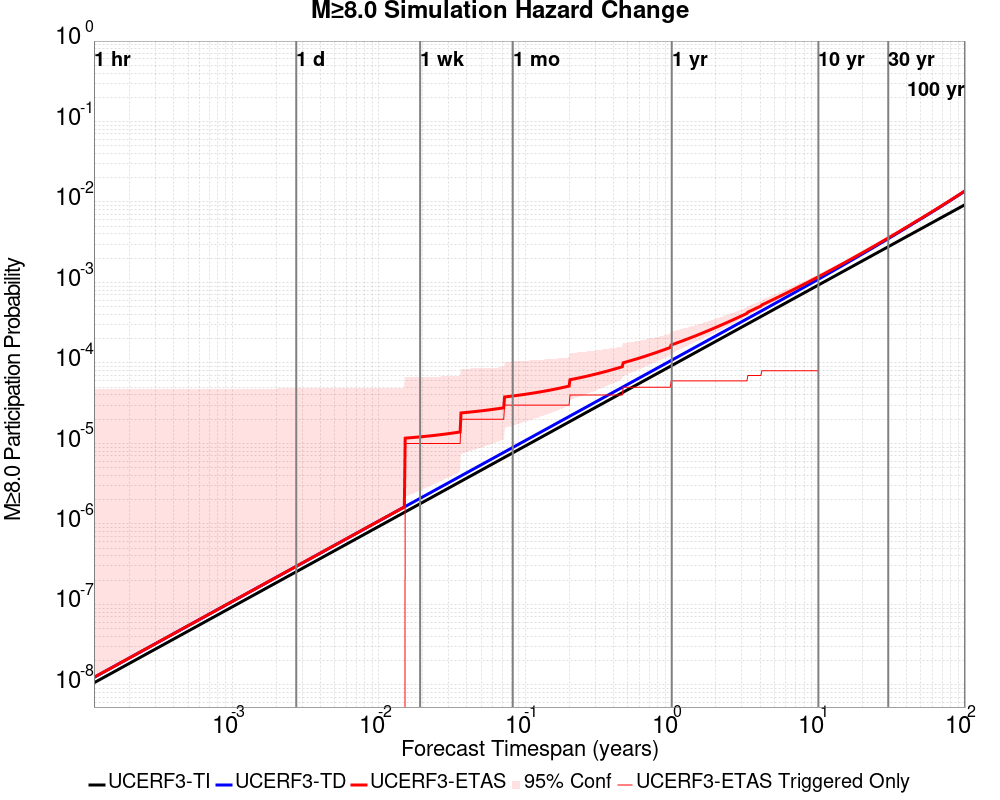 M≥8.0 Simulation Hazard Change
10^0
10^-1
10^-2
10^-3
10^-4
10^-5
10^-6
10^-7
10^-8
M≥8.0 Participation Probability
1 hr 1 d 1 wk 1 mo 1 yr 10 yr 30 yr
100 yr
10^-3 10^-2 10^-1 10^0 10^1 10^2
Forecast Timespan (years)
UCERF3-TI UCERF3-TD UCERF3-ETAS 95% Conf UCERF3-ETAS Triggered Only